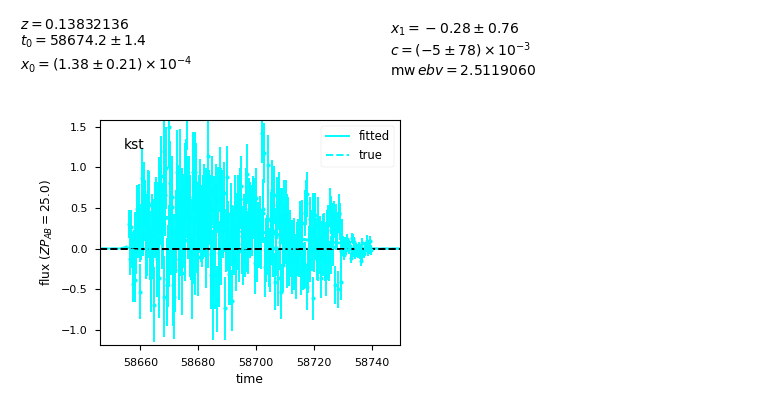 z = 0.13832136
t₀ = 58674.2 ± 1.4
x₀ = (1.38 ± 0.21) × 10⁻⁴
x₁ = − 0.28 ± 0.76
c = (−5 ± 78) × 10⁻³
mw ebv = 2.5119060
kst
fitted
true
1.5
1.0
0.5
0.0
−0.5
−1.0
flux (ZP_AB = 25.0)
58660 58680 58700 58720 58740
time